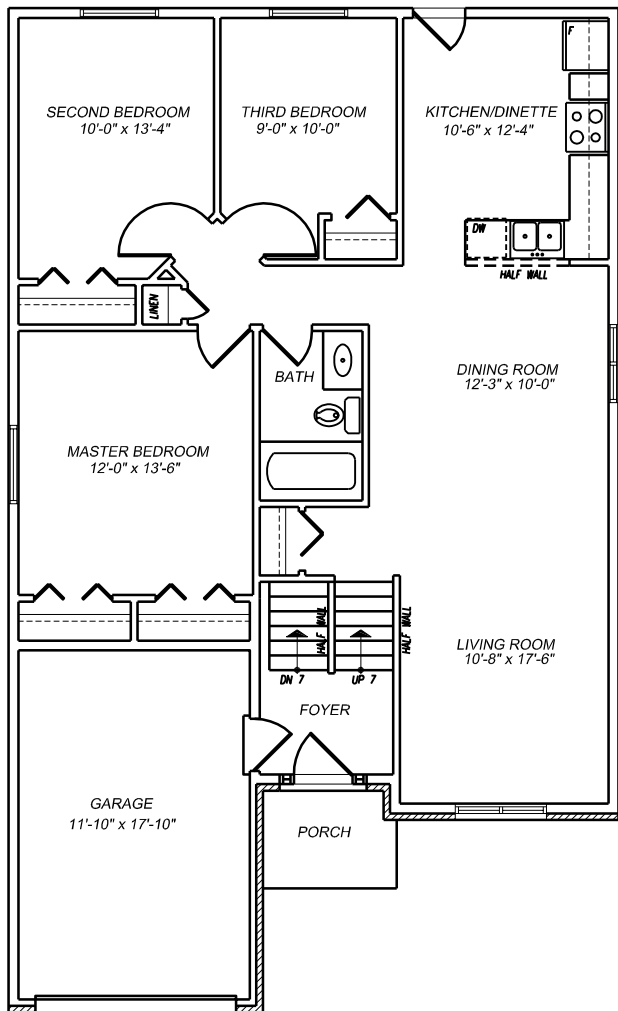 SECOND BEDROOM
10'-0" x 13'-4"
THIRD BEDROOM
9'-0" x 10'-0"
KITCHEN/DINETTE
10'-6" x 12'-4"
F
DW
HALF WALL
LINEN
BATH
DINING ROOM
12'-3" x 10'-0"
MASTER BEDROOM
12'-0" x 13'-6"
HALF WALL
HALF WALL
LIVING ROOM
10'-8" x 17'-6"
DN 7
UP 7
FOYER
GARAGE
11'-10" x 17'-10"
PORCH